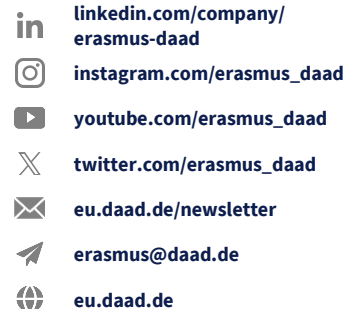 linkedin.com/company/
erasmus-daad
instagram.com/erasmus_daad
youtube.com/erasmus_daad
twitter.com/erasmus_daad
eu.daad.de/newsletter
erasmus@daad.de
eu.daad.de